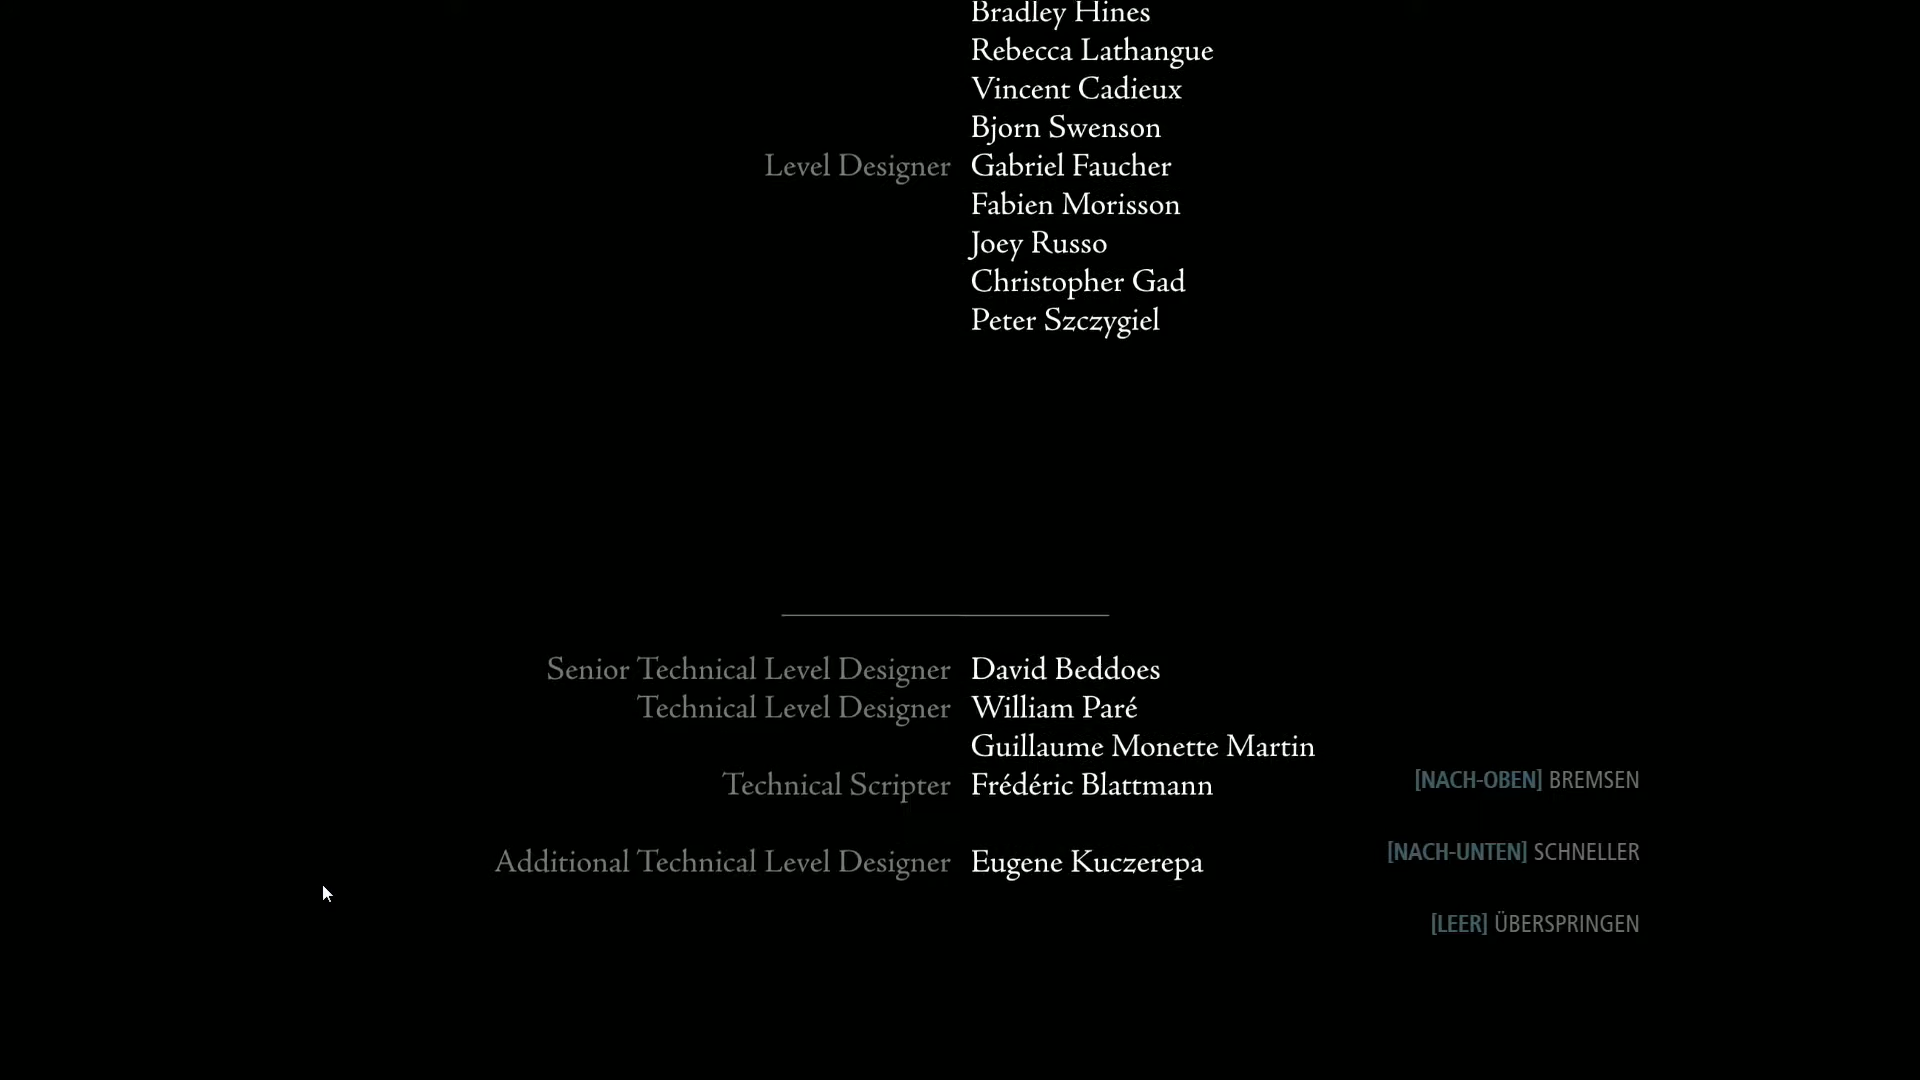 Bradley Hines
Rebecca Lathangue
Vincent Cadieux
Bjorn Swenson
Level Designer Gabriel Faucher
Fabien Morisson
Joey Russo
Christopher Gad
Peter Szczygiel
Senior Technical Level Designer David Beddoes
Technical Level Designer William Paré
Guillaume Monette Martin
Technical Scripter Frédéric Blattmann
[NACH-OBEN] BREMSEN
[NACH-UNTEN] SCHNELLER
Additional Technical Level Designer Eugene Kuczerepa
[LEER] ÜBERSPRINGEN